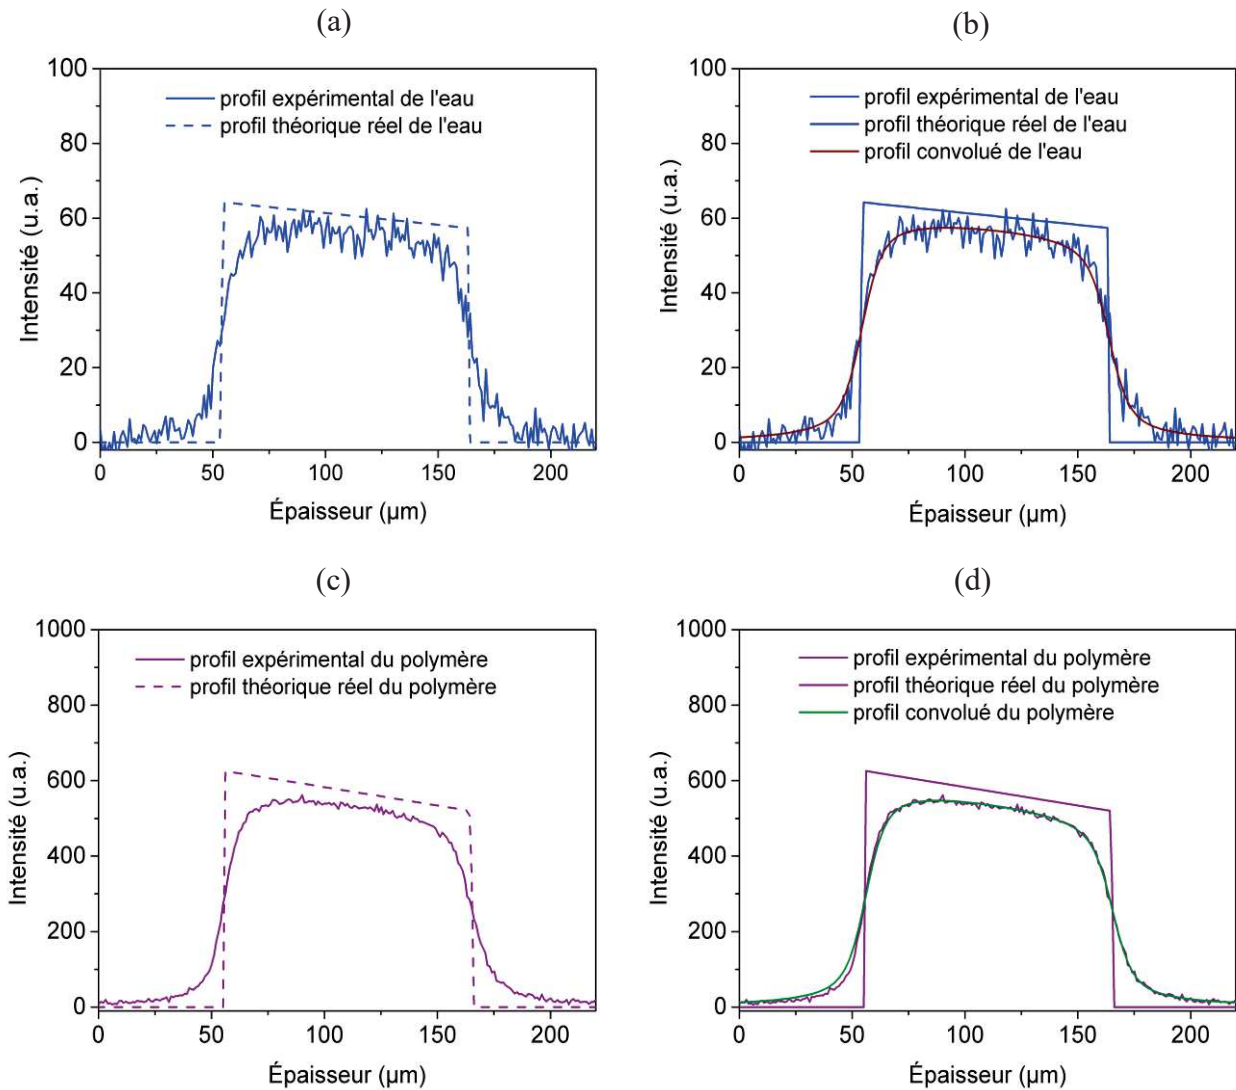 (a)
100
80
60
40
20
0
0 50 100 150 200
Intensité (u.a.)
Épaisseur (µm)
profil expérimental de l'eau
profil théorique réel de l'eau
(b)
100
80
60
40
20
0
0 50 100 150 200
Intensité (u.a.)
Épaisseur (µm)
profil expérimental de l'eau
profil théorique réel de l'eau
profil convolué de l'eau
(c)
1000
800
600
400
200
0
0 50 100 150 200
Intensité (u.a.)
Épaisseur (µm)
profil expérimental du polymère
profil théorique réel du polymère
(d)
1000
800
600
400
200
0
0 50 100 150 200
Intensité (u.a.)
Épaisseur (µm)
profil expérimental du polymère
profil théorique réel du polymère
profil convolué du polymère